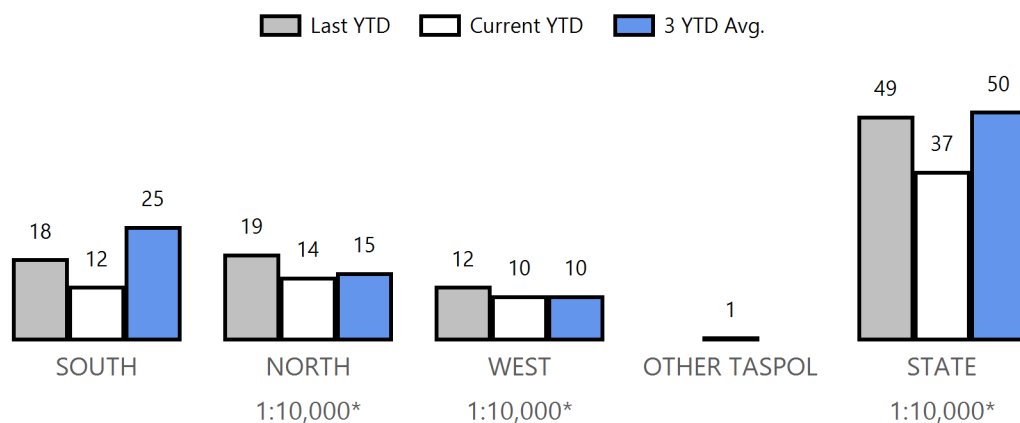 Last YTD Current YTD 3 YTD Avg.
49 37 50
18 12 25 19 14 15 12 10 10 1
SOUTH NORTH WEST OTHER TASPOL STATE
1:10,000* 1:10,000* 1:10,000*